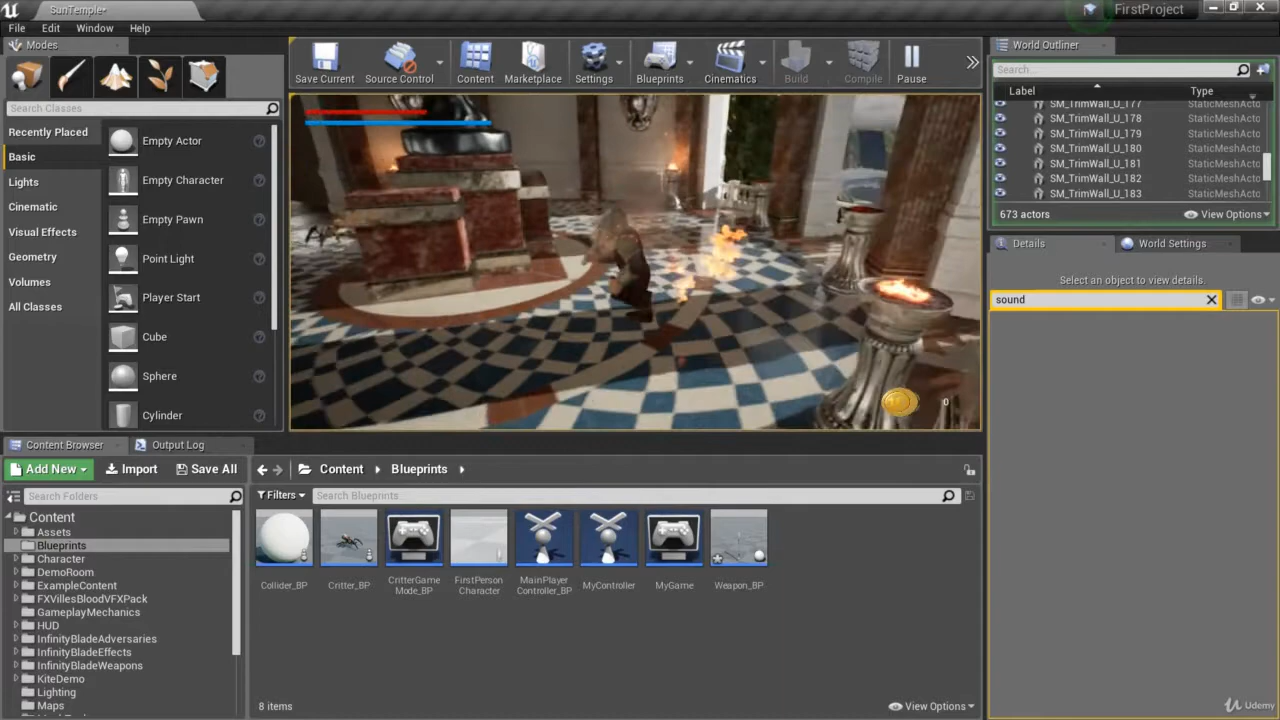 SunTemple*
FirstProject
File Edit Window Help
Modes
World Outliner
Save Current Source Control Content Marketplace Settings Blueprints Cinematics Build Compile Pause
Search...
Label Type
Search Classes
SM_TrimWall_U_177 StaticMeshActo
SM_TrimWall_U_178 StaticMeshActo
SM_TrimWall_U_179 StaticMeshActo
SM_TrimWall_U_180 StaticMeshActo
SM_TrimWall_U_181 StaticMeshActo
SM_TrimWall_U_182 StaticMeshActo
SM_TrimWall_U_183 StaticMeshActo
673 actors View Options
Recently Placed
Basic
Lights
Cinematic
Visual Effects
Geometry
Volumes
All Classes
Empty Actor
Empty Character
Empty Pawn
Point Light
Player Start
Cube
Sphere
Cylinder
0
Details World Settings
Select an object to view details
sound
Content Browser Output Log
Add New Import Save All
Content Blueprints
Search Folders
Filters Search Blueprints
Content
Assets
Blueprints
Character
DemoRoom
ExampleContent
FXVillesBloodVFXPack
GameplayMechanics
HUD
InfinityBladeAdversaries
InfinityBladeEffects
InfinityBladeWeapons
KiteDemo
Lighting
Maps
Collider_BP
Critter_BP
CritterGame
Mode_BP
FirstPerson
Character
MainPlayer
Controller_BP
MyController
MyGame
Weapon_BP
8 items
View Options
Udemy